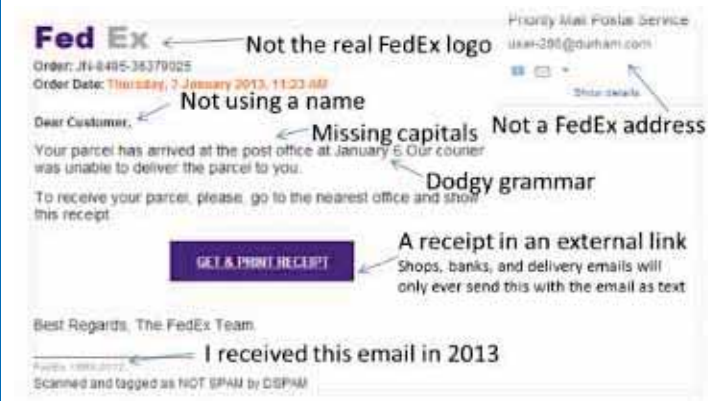 Fed Ex
Not the real FedEx logo
Priority Mail Postal Service
user-296@durham.com
Order: JN-8495-36379025
Order Date: Thursday, 3 January 2013, 11:23 AM
Show details
Not using a name
Not a FedEx address
Dear Customer,
Missing capitals
Your parcel has arrived at the post office at January 6 Our courier
was unable to deliver the parcel to you.
Dodgy grammar
To receive your parcel, please, go to the nearest office and show
this receipt
GET & PRINT RECEIPT
A receipt in an external link
Shops, banks, and delivery emails will
only ever send this with the email as text
Best Regards, The FedEx Team.
I received this email in 2013
FedEx
Scanned and tagged as NOT SPAM by DSPAM